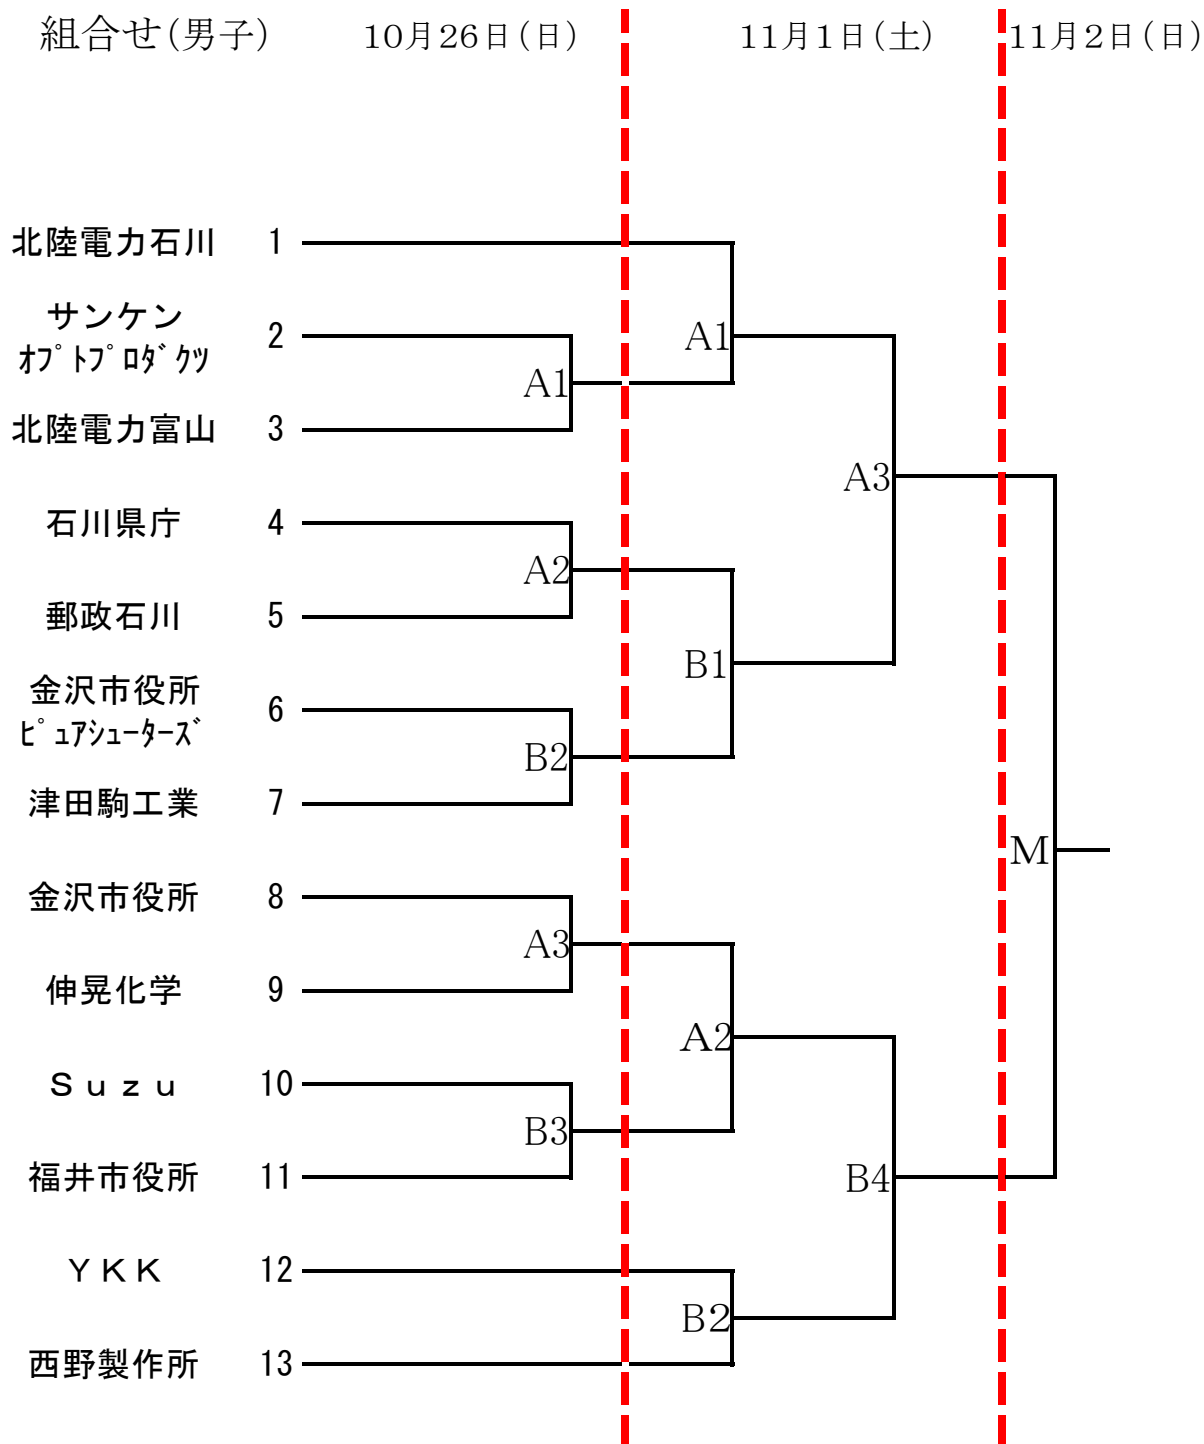 組合せ(男子) 10月26日(日) 11月1日(土) 11月2日(日)
北陸電力石川 1
サンケン
ｵﾌﾟﾄﾌﾟﾛﾀﾞｸﾂ 2
A1
A1
北陸電力富山 3
A3
石川県庁 4
A2
郵政石川 5
B1
金沢市役所
ﾋﾟｭｱｼｭｰﾀｰｽﾞ 6
B2
津田駒工業 7
M
金沢市役所 8
A3
伸晃化学 9
A2
Ｓｕｚｕ 10
B3
福井市役所 11
B4
ＹＫＫ 12
B2
西野製作所 13